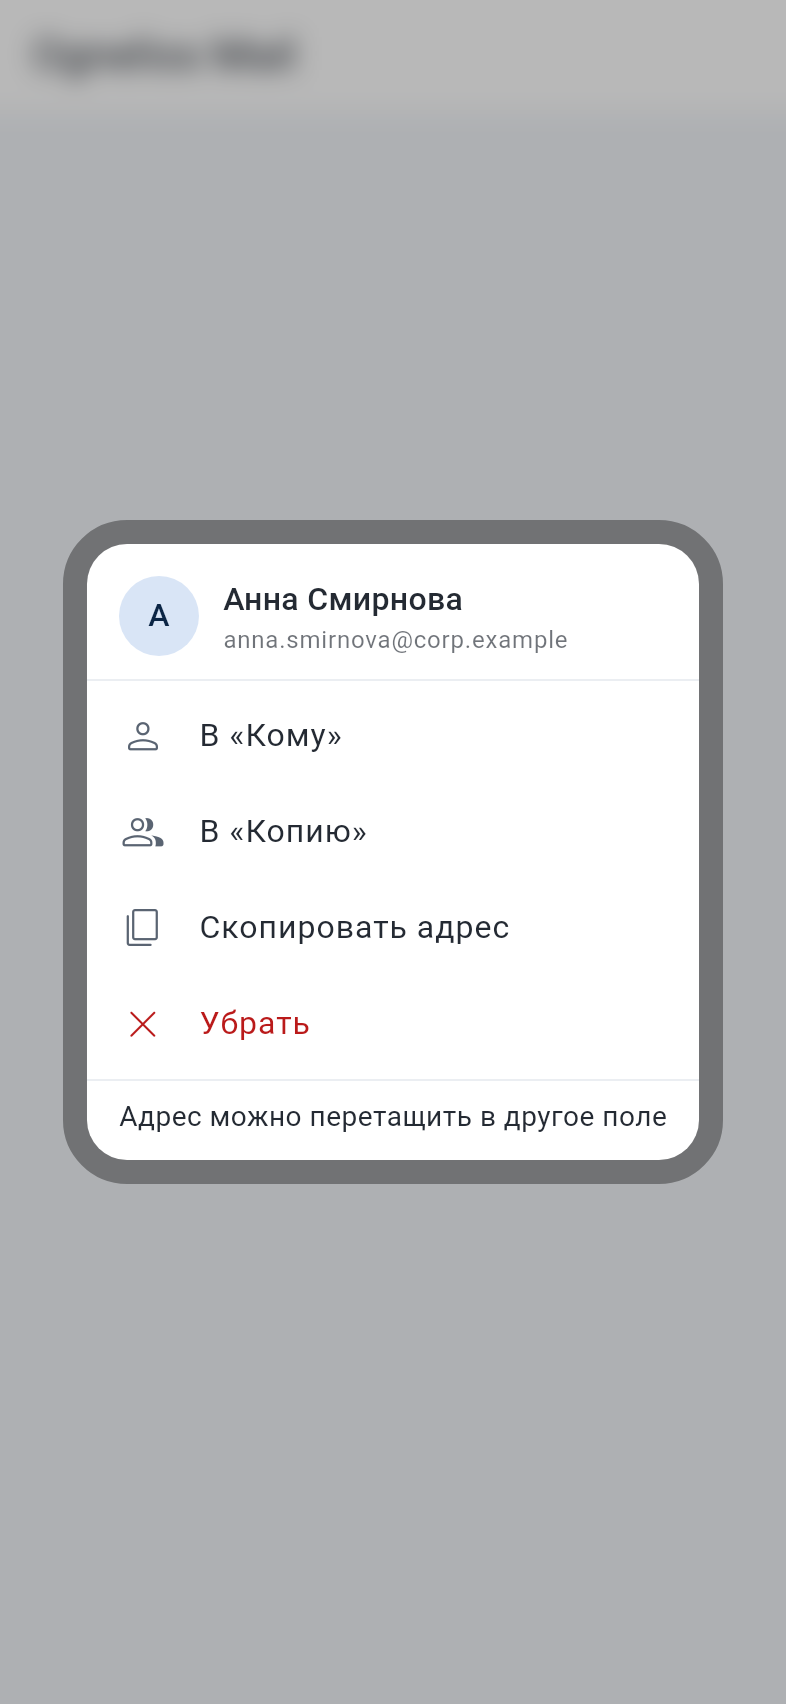 А
Анна Смирнова
anna.smirnova@corp.example
В «Кому»
В «Копию»
Скопировать адрес
Убрать
Адрес можно перетащить в другое поле